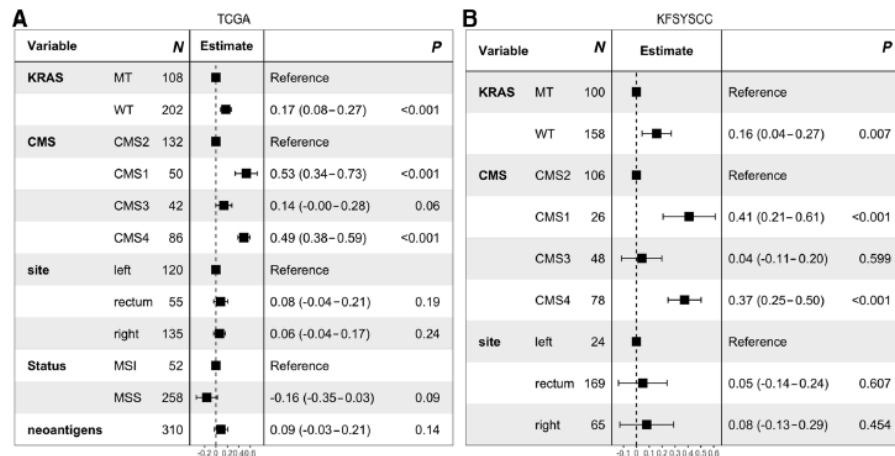 A
TCGA
Variable N Estimate P
KRAS MT 108 Reference
WT 202 0.17 (0.08-0.27) <0.001
CMS CMS2 132 Reference
CMS1 50 0.53 (0.34-0.73) <0.001
CMS3 42 0.14 (-0.00-0.28) 0.06
CMS4 86 0.49 (0.38-0.59) <0.001
site left 120 Reference
rectum 55 0.08 (-0.04-0.21) 0.19
right 135 0.06 (-0.04-0.17) 0.24
Status MSI 52 Reference
MSS 258 -0.16 (-0.35-0.03) 0.09
neoantigens 310 0.09 (-0.03-0.21) 0.14
-0.2 0 0.20.40.6
B
KFSYSCC
Variable N Estimate P
KRAS MT 100 Reference
WT 158 0.16 (0.04-0.27) 0.007
CMS CMS2 106 Reference
CMS1 26 0.41 (0.21-0.61) <0.001
CMS3 48 0.04 (-0.11-0.20) 0.599
CMS4 78 0.37 (0.25-0.50) <0.001
site left 24 Reference
rectum 169 0.05 (-0.14-0.24) 0.607
right 65 0.08 (-0.13-0.29) 0.454
-0.1 0 0.1 0.2 0.3 0.4 0.5 0.6